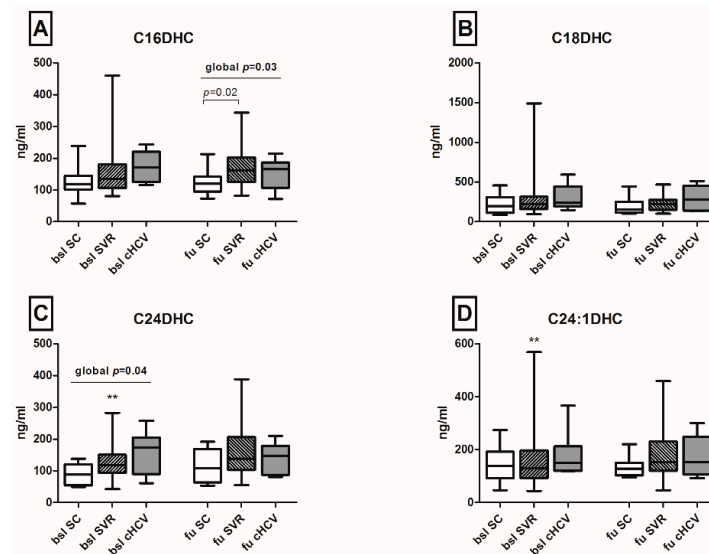 A
C16DHC
500
400
300
200
100
0
ng/ml
global p=0.03
p=0.02
bsl SC
bsl SVR
bsl cHCV
fu SC
fu SVR
fu cHCV
B
C18DHC
2000
1500
1000
500
0
ng/ml
bsl SC
bsl SVR
bsl cHCV
fu SC
fu SVR
fu cHCV
C
C24DHC
500
400
300
200
100
0
ng/ml
global p=0.04
**
bsl SC
bsl SVR
bsl cHCV
fu SC
fu SVR
fu cHCV
D
C24:1DHC
600
400
200
0
ng/ml
**
bsl SC
bsl SVR
bsl cHCV
fu SC
fu SVR
fu cHCV